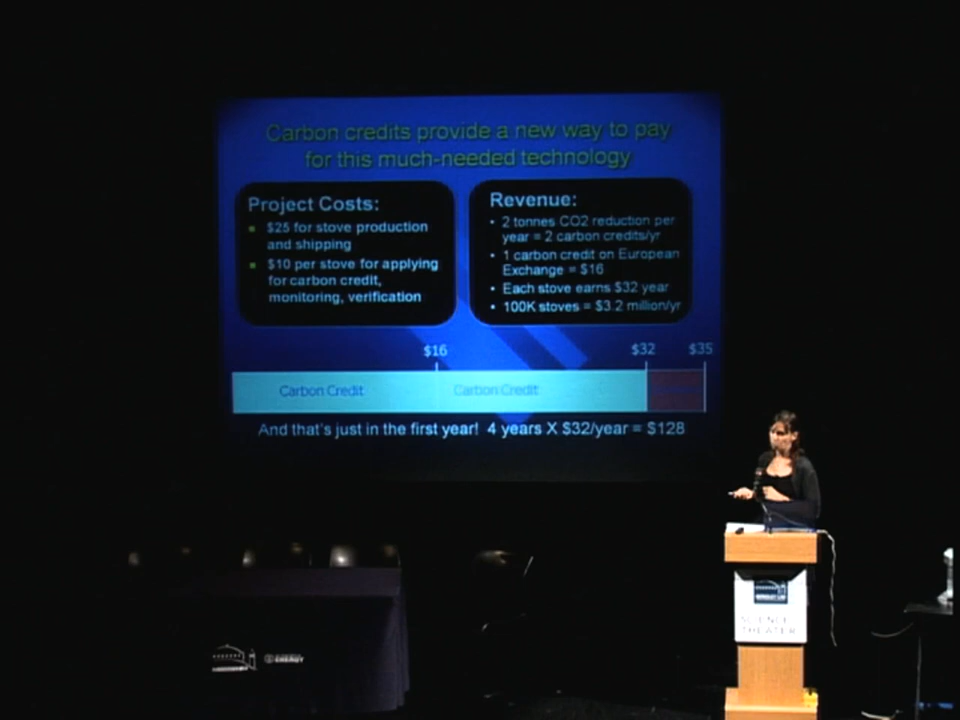 Carbon credits provide a new way to pay
for this much-needed technology
Project Costs:
$25 for stove production
and shipping
$10 per stove for applying
for carbon credit,
monitoring, verification
Revenue:
2 tonnes CO2 reduction per
year = 2 carbon credits/yr
1 carbon credit on European
Exchange = $16
Each stove earns $32 year
100K stoves = $3.2 million/yr
$16
$32
$35
Carbon Credit
Carbon Credit
And that's just in the first year! 4 years X $32/year = $128
SCIENCE
THEATER
ENERGY